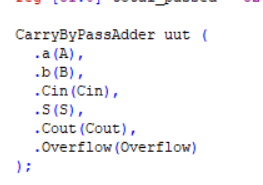 CarryByPassAdder uut (
.a(A),
.b(B),
.Cin(Cin),
.S(S),
.Cout(Cout),
.Overflow(Overflow)
);